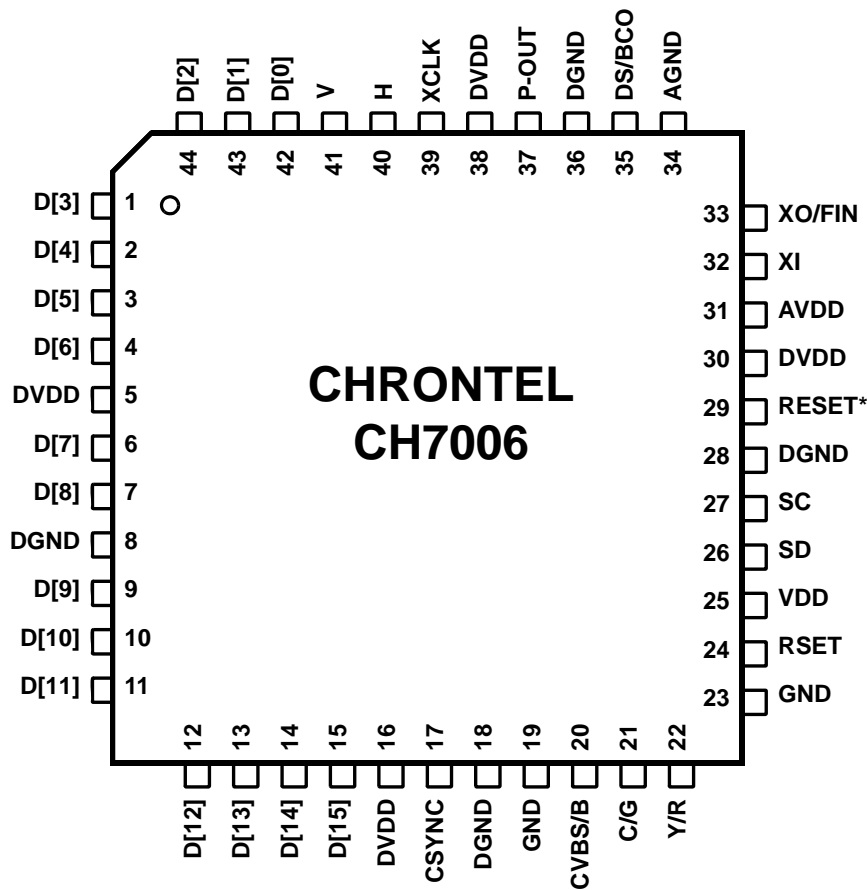 D[2] D[1] D[0] V H XCLK DVDD P-OUT DGND DS/BCO AGND
44 43 42 41 40 39 38 37 36 35 34
D[3] 1
D[4] 2
D[5] 3
D[6] 4
DVDD 5
D[7] 6
D[8] 7
DGND 8
D[9] 9
D[10] 10
D[11] 11
CHRONTEL
CH7006
33 XO/FIN
32 XI
31 AVDD
30 DVDD
29 RESET*
28 DGND
27 SC
26 SD
25 VDD
24 RSET
23 GND
12 13 14 15 16 17 18 19 20 21 22
D[12] D[13] D[14] D[15] DVDD CSYNC DGND GND CVBS/B C/G Y/R